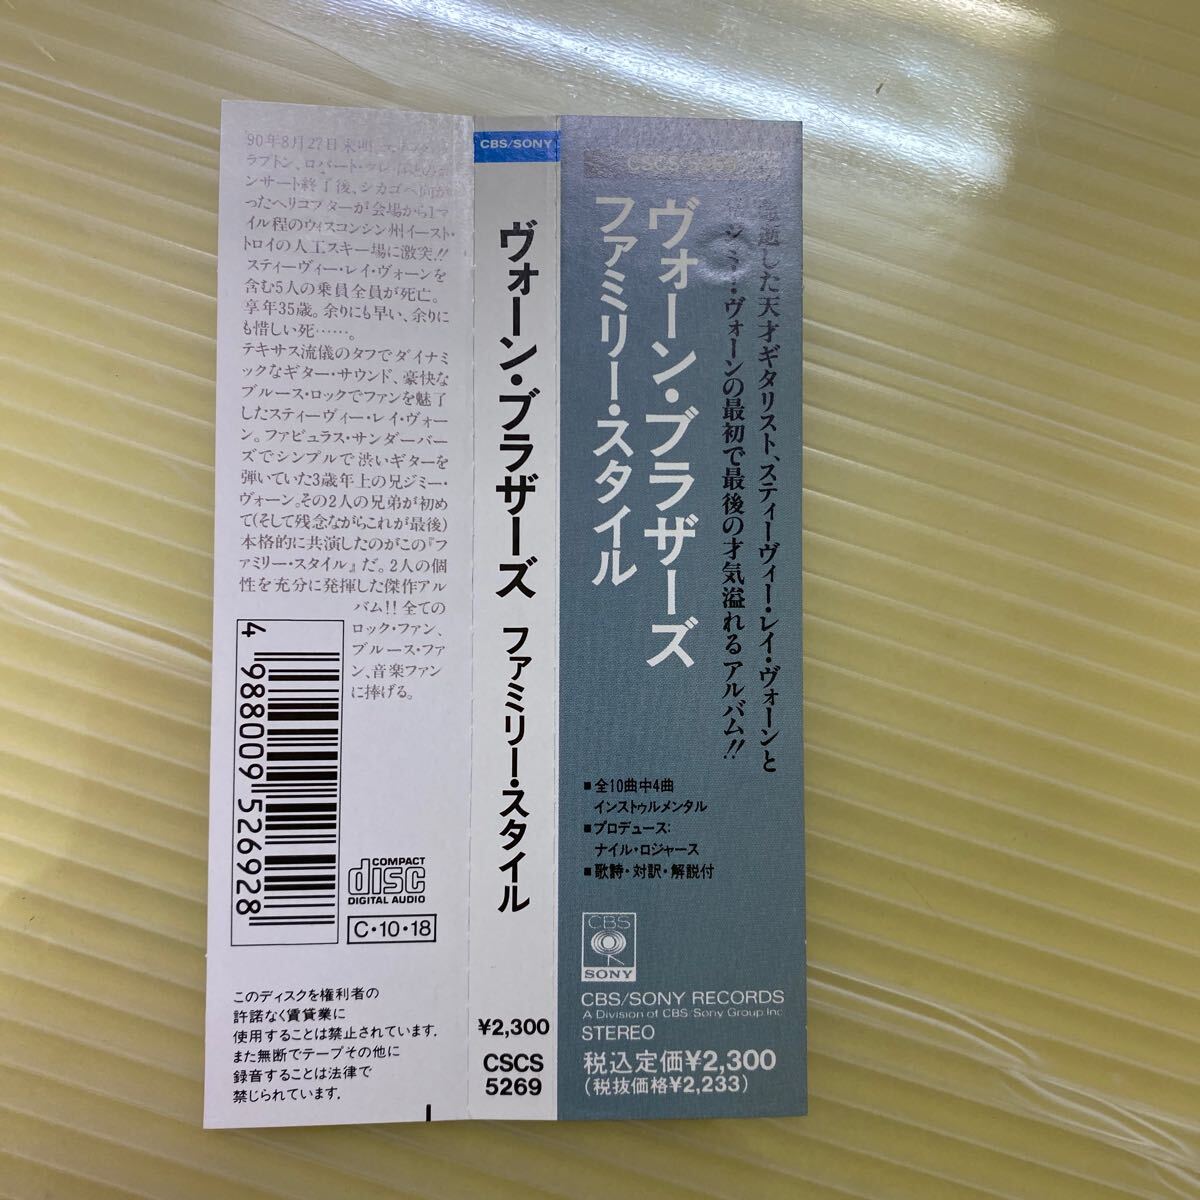 90年8月27日未明
ラプトン、ロバート・クレイ
ンサート終了後、シカゴへ向か
ったヘリコプターが会場から1マ
イル程のウィスコンシン州イースト・
トロイの人工スキー場に激突!!
スティーヴィー・レイ・ヴォーンを
含む5人の乗員全員が死亡。
享年35歳。余りにも早い、余りに
も惜しい死……。
テキサス流儀のタフでダイナミ
ックなギター・サウンド、豪快な
ブルース・ロックでファンを魅了
したスティーヴィー・レイ・ヴォー
ン。ファビュラス・サンダーバー
ズでシンプルで渋いギターを
弾いていた3歳年上の兄ジミー・
ヴォーン。その2人の兄弟が初め
て(そして残念ながらこれが最後)
本格的に共演したのがこの『フ
ァミリー・スタイル』だ。2人の個
性を充分に発揮した傑作アル
バム!! 全ての
ロック・ファン、
ブルース・ファ
ン、音楽ファン
に捧げる。
4 988009 526928
COMPACT
disc
DIGITAL AUDIO
C・10・18
このディスクを権利者の
許諾なく賃貸業に
使用することは禁止されています。
また無断でテープその他に
録音することは法律で
禁じられています。
CBS/SONY
ヴォーン・ブラザーズ ファミリー・スタイル
¥2,300
CSCS
5269
逝した天才ギタリスト、スティーヴィー・レイ・ヴォーンと
ジミー・ヴォーンの最初で最後の才気溢れるアルバム!!
ヴォーン・ブラザーズ
ファミリー・スタイル
■全10曲中4曲
インストゥルメンタル
■プロデュース:
ナイル・ロジャース
■歌詩・対訳・解説付
CBS
SONY
CBS/SONY RECORDS
A Division of CBS/Sony Group Inc.
STEREO
税込定価¥2,300
(税抜価格¥2,233)